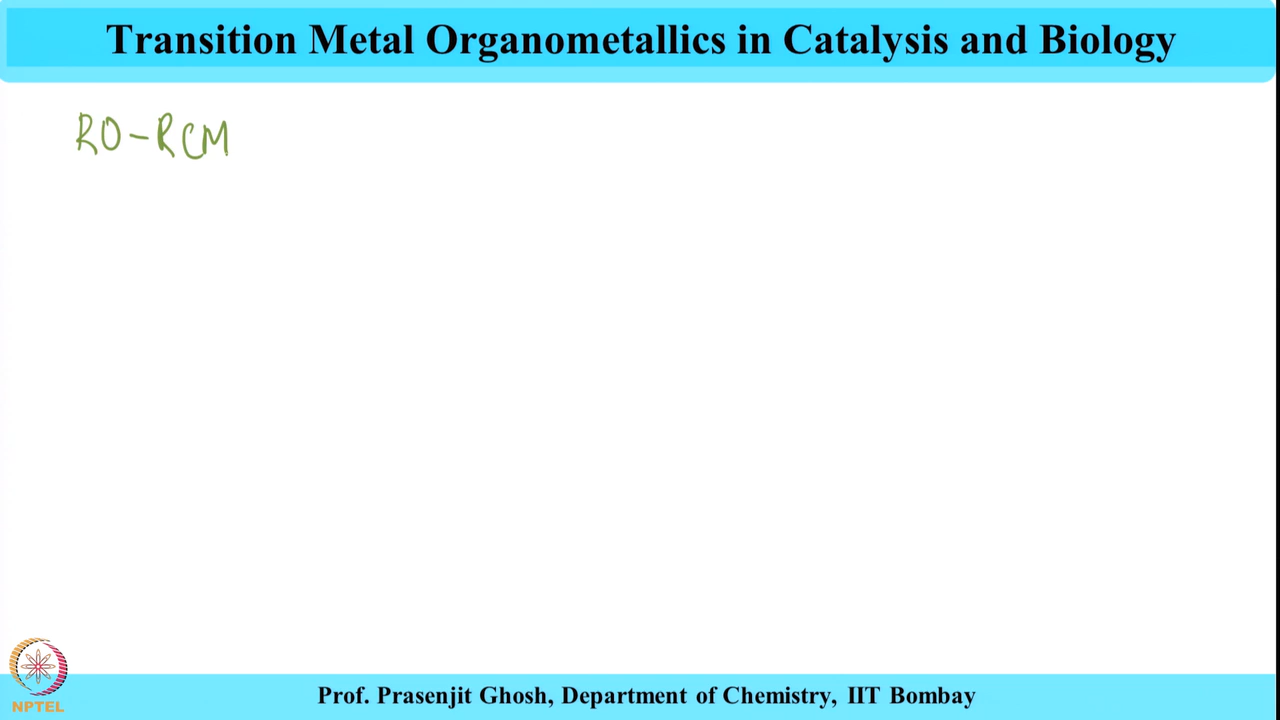 Transition Metal Organometallics in Catalysis and Biology
RO-RCM
NPTEL
Prof. Prasenjit Ghosh, Department of Chemistry, IIT Bombay